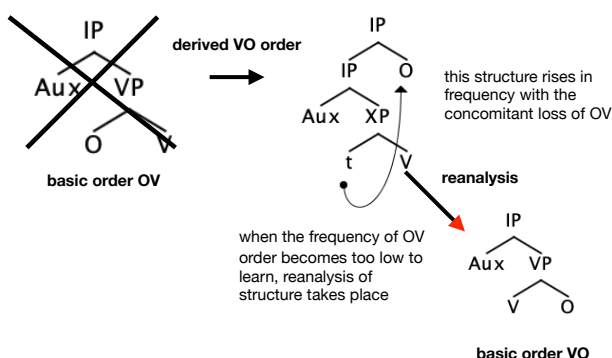 IP
Aux VP
O V
basic order OV
derived VO order
IP
IP O
Aux XP
t V
this structure rises in
frequency with the
concomitant loss of OV
reanalysis
when the frequency of OV
order becomes too low to
learn, reanalysis of
structure takes place
IP
Aux VP
V O
basic order VO